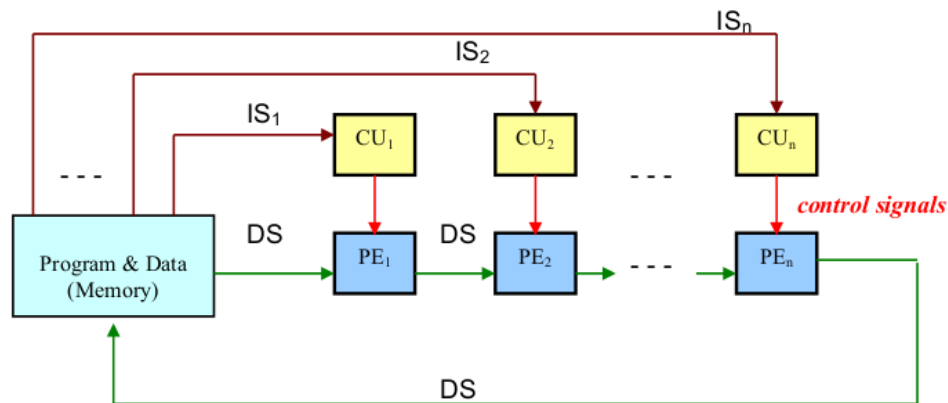 ISₙ
IS₂
IS₁
CU₁
CU₂
CUₙ
- - -
- - -
control signals
DS
DS
Program & Data
(Memory)
PE₁
PE₂
- - -
PEₙ
DS